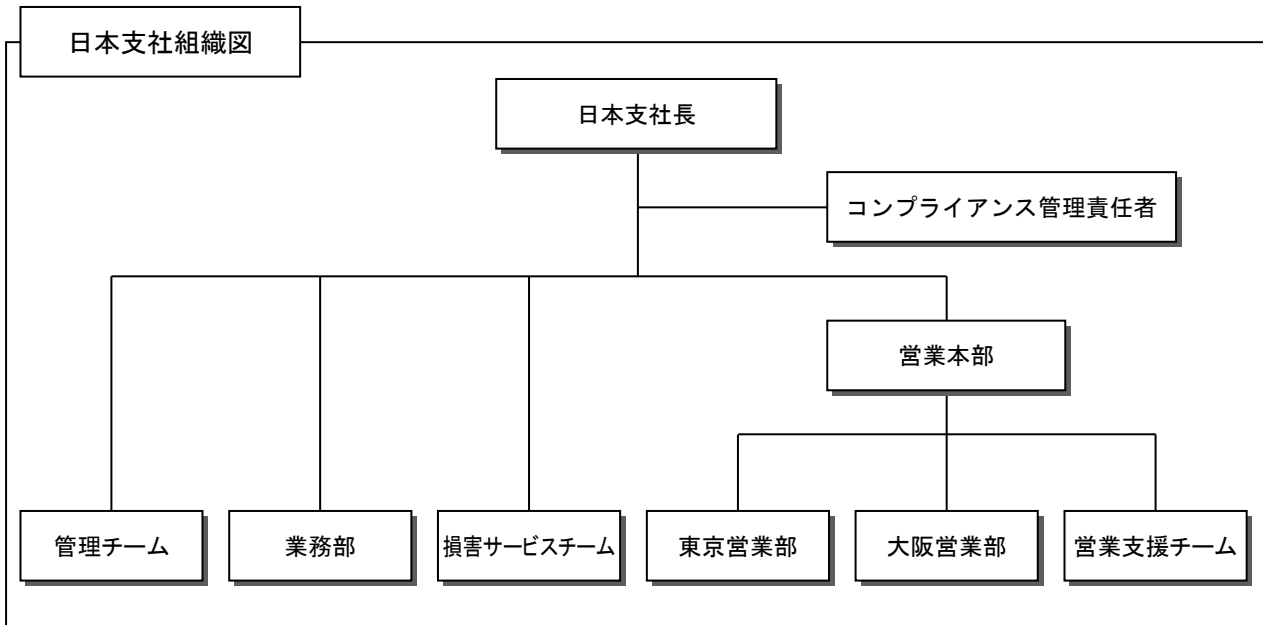 日本支社組織図
日本支社長
コンプライアンス管理責任者
営業本部
管理チーム
業務部
損害サービスチーム
東京営業部
大阪営業部
営業支援チーム